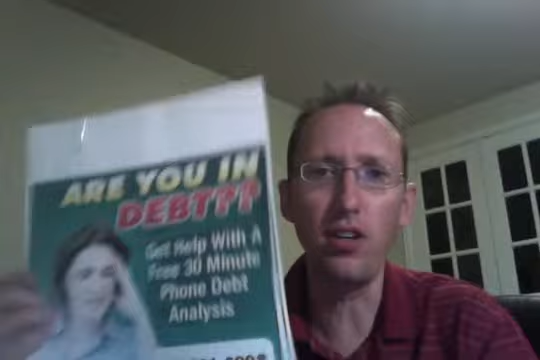 ARE YOU IN
DEBT??
Get Help With A
Free 30 Minute
Phone Debt
Analysis